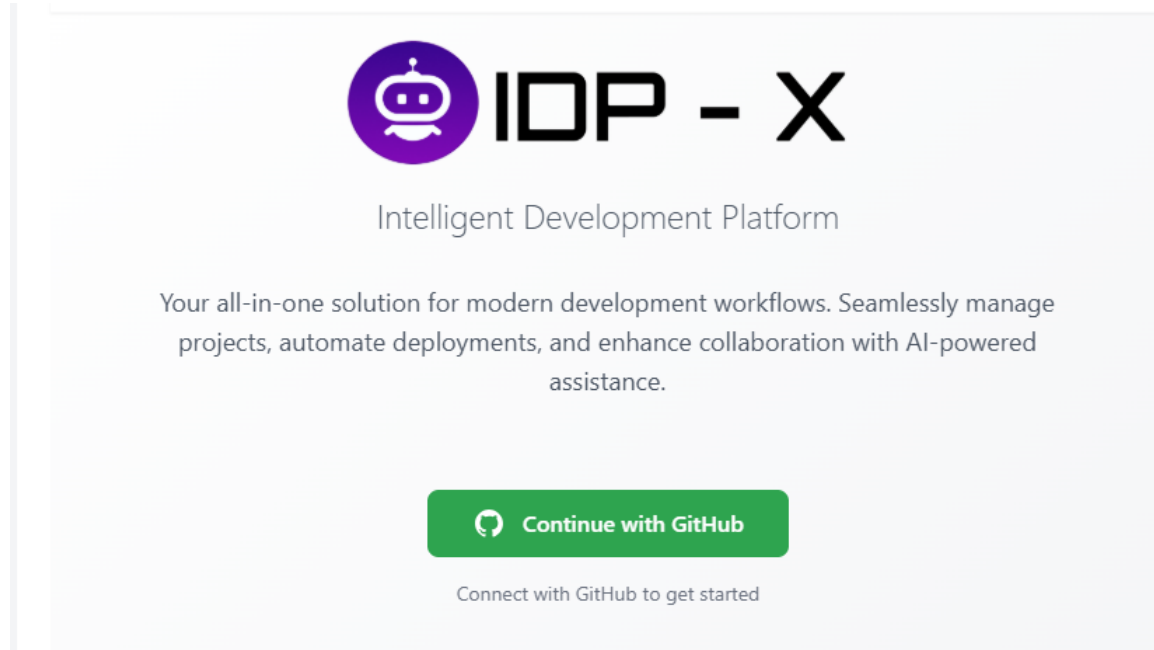 IDP - X
Intelligent Development Platform
Your all-in-one solution for modern development workflows. Seamlessly manage
projects, automate deployments, and enhance collaboration with AI-powered
assistance.
Continue with GitHub
Connect with GitHub to get started